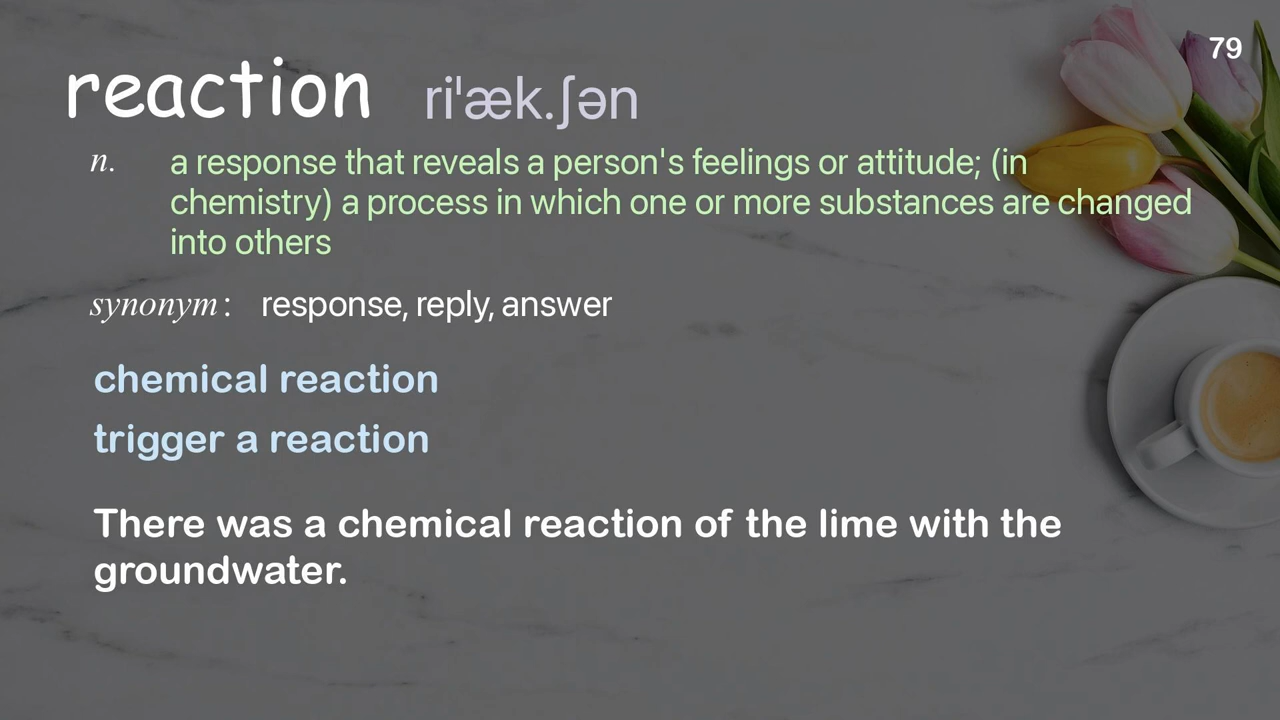 79
reaction riˈæk.ʃən
n. a response that reveals a person's feelings or attitude; (in
chemistry) a process in which one or more substances are changed
into others
synonym: response, reply, answer
chemical reaction
trigger a reaction
There was a chemical reaction of the lime with the
groundwater.